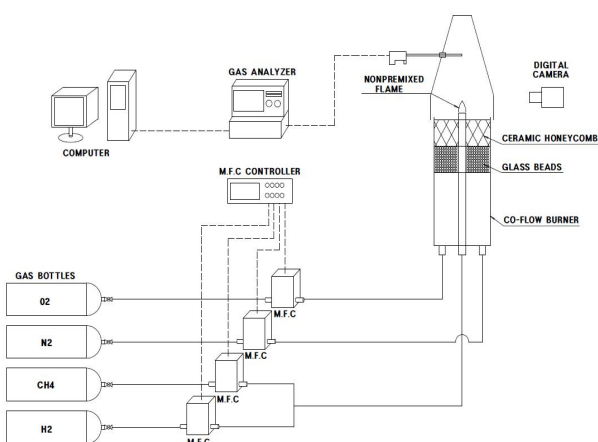 GAS ANALYZER
NONPREMIXED
FLAME
DIGITAL
CAMERA
COMPUTER
CERAMIC HONEYCOMB
GLASS BEADS
M.F.C CONTROLLER
CO-FLOW BURNER
GAS BOTTLES
O2
M.F.C
N2
M.F.C
CH4
M.F.C
H2
M.F.C